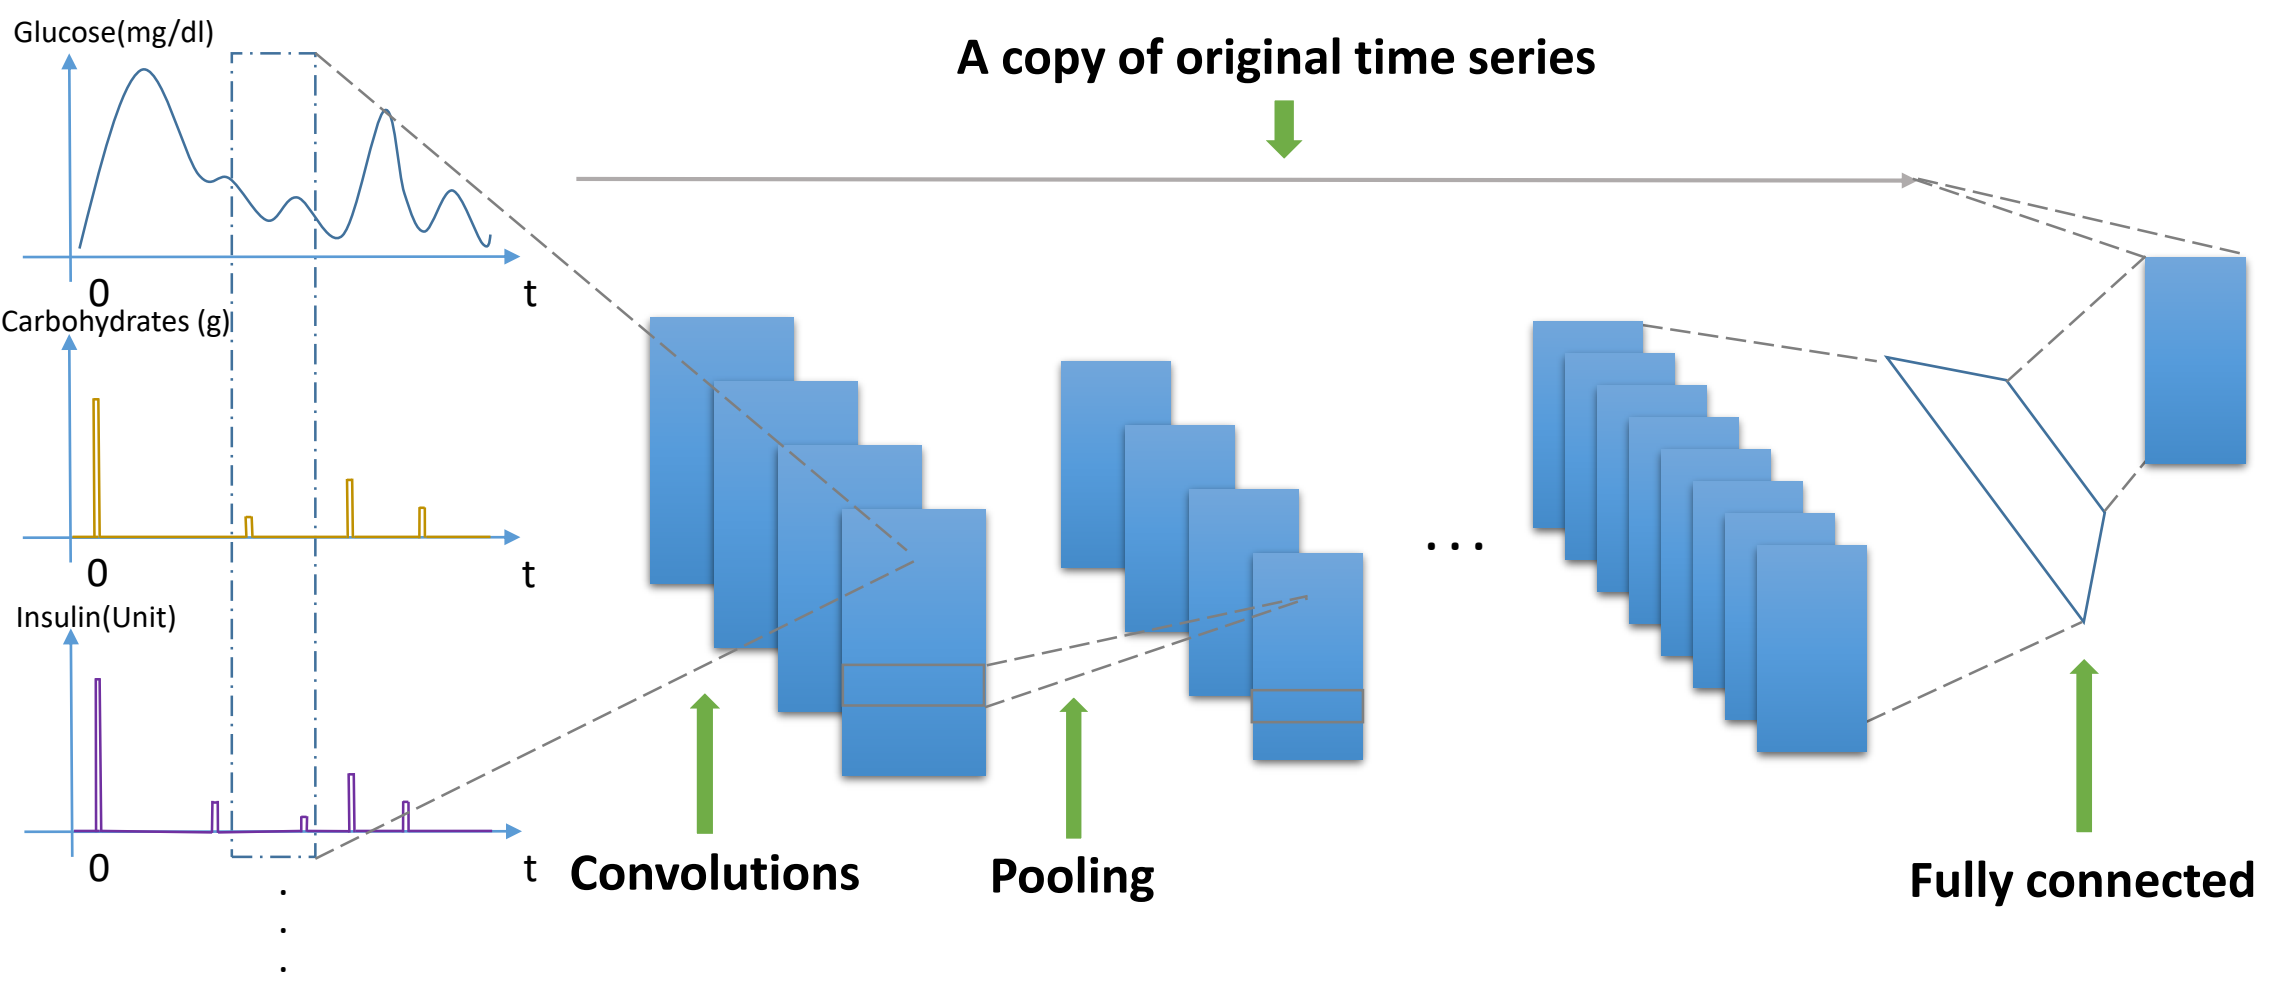 Glucose(mg/dl)
A copy of original time series
0
t
Carbohydrates (g)
0
t
Insulin(Unit)
0
t
. . .
Convolutions
Pooling
Fully connected
.
.
.